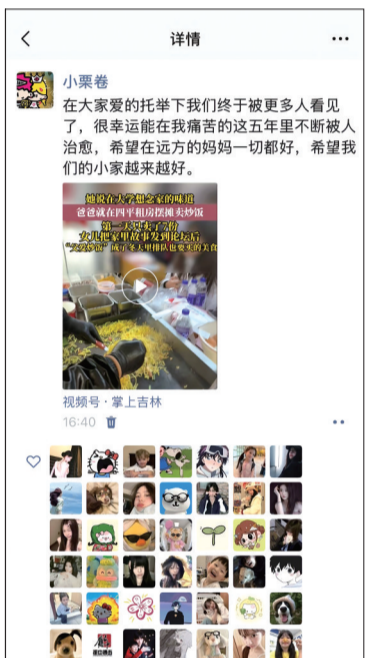 详情
小栗卷
在大家爱的托举下我们终于被更多人看见
了，很幸运能在我痛苦的这五年里不断被人
治愈，希望在远方的妈妈一切都好，希望我
们的小家越来越好。
她说在大学想念家的味道
爸爸就在四平租房摆摊卖炒饭
第一天只卖了7份
女儿把家里故事发到论坛后
“父爱炒饭”成了冬天里排队也要买的美食
视频号·掌上吉林
16:40